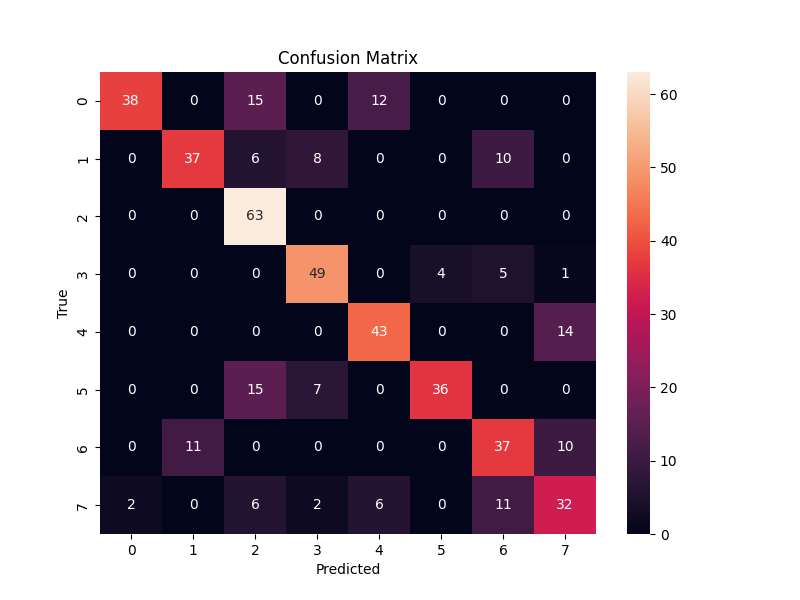 Confusion Matrix
True
0 38 0 15 0 12 0 0 0
1 0 37 6 8 0 0 10 0
2 0 0 63 0 0 0 0 0
3 0 0 0 49 0 4 5 1
4 0 0 0 0 43 0 0 14
5 0 0 15 7 0 36 0 0
6 0 11 0 0 0 0 37 10
7 2 0 6 2 6 0 11 32
0 1 2 3 4 5 6 7
Predicted
60
50
40
30
20
10
0